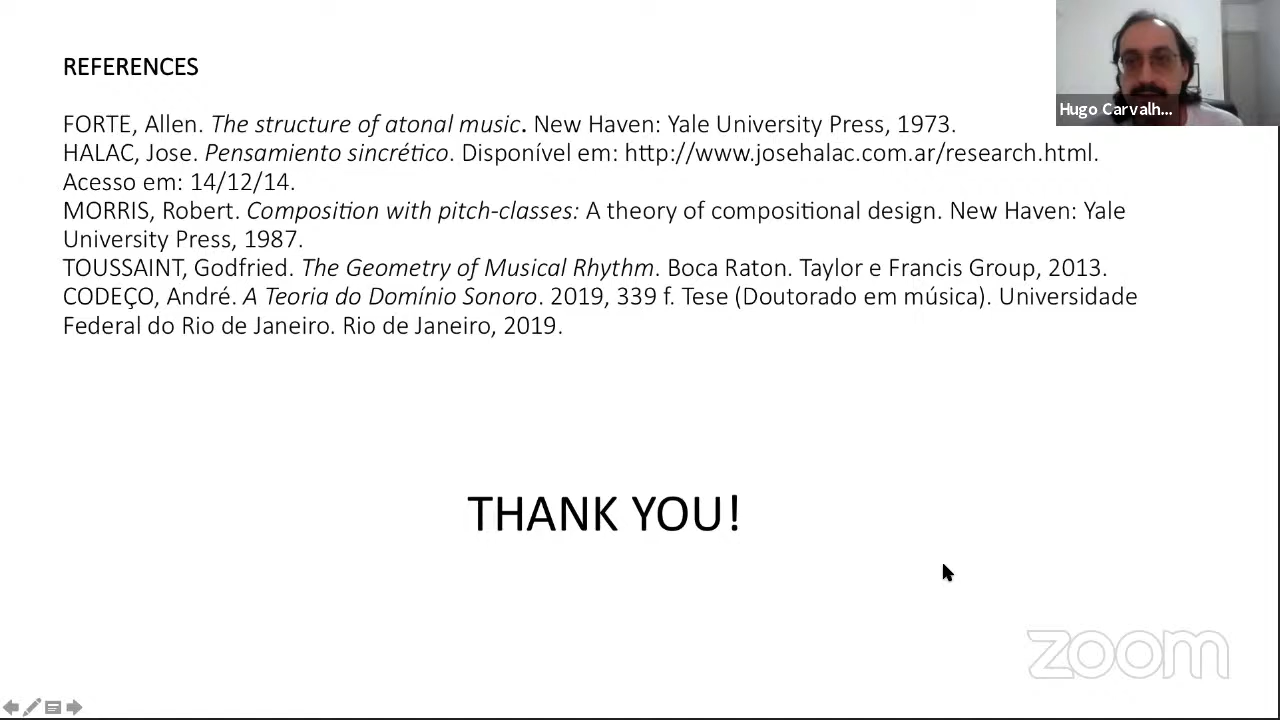 REFERENCES
Hugo Carvalh...
FORTE, Allen. The structure of atonal music. New Haven: Yale University Press, 1973.
HALAC, Jose. Pensamiento sincrético. Disponível em: http://www.josehalac.com.ar/research.html.
Acesso em: 14/12/14.
MORRIS, Robert. Composition with pitch-classes: A theory of compositional design. New Haven: Yale
University Press, 1987.
TOUSSAINT, Godfried. The Geometry of Musical Rhythm. Boca Raton. Taylor e Francis Group, 2013.
CODEÇO, André. A Teoria do Domínio Sonoro. 2019, 339 f. Tese (Doutorado em música). Universidade
Federal do Rio de Janeiro. Rio de Janeiro, 2019.
THANK YOU!
zoom